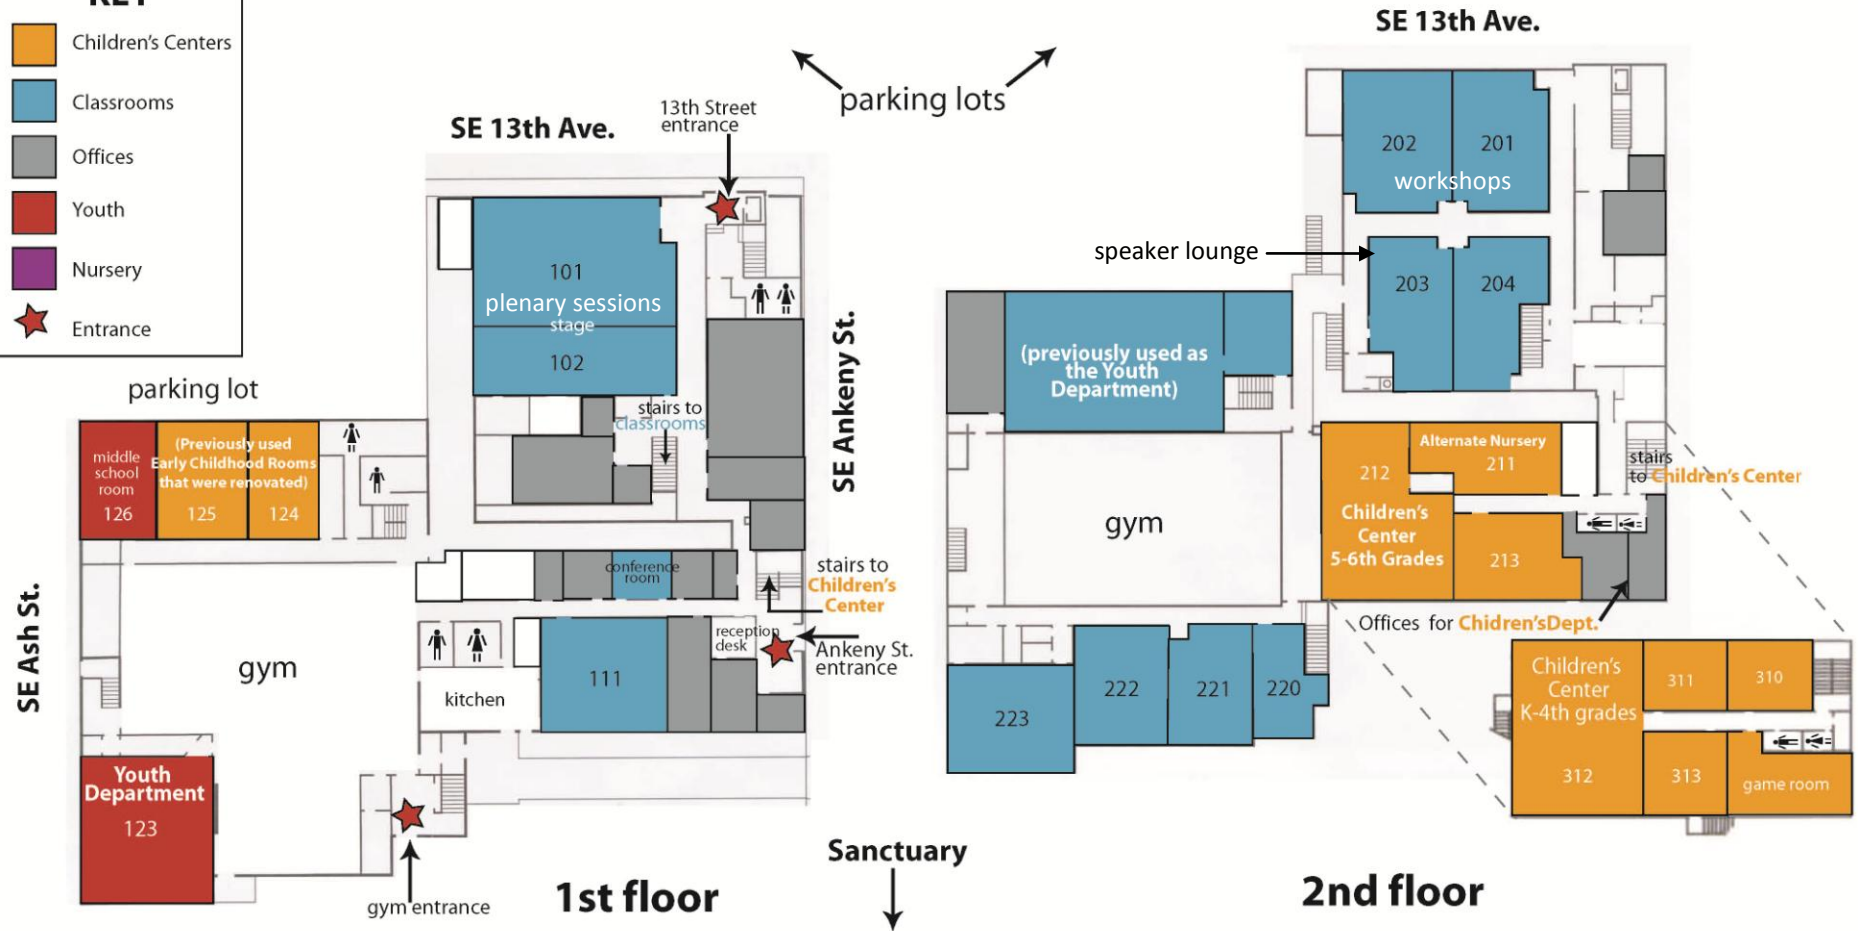 KEY
Children's Centers
Classrooms
Offices
Youth
Nursery
Entrance
SE 13th Ave.
13th Street
entrance
parking lots
SE 13th Ave.
101
plenary sessions
stage
102
stairs to
classrooms
SE Ankeny St.
parking lot
middle
school
room
126
(Previously used
Early Childhood Rooms
that were renovated)
125
124
conference
room
stairs to
Children's
Center
reception
desk
Ankeny St.
entrance
SE Ash St.
gym
kitchen
111
Youth
Department
123
gym entrance
1st floor
Sanctuary
202
201
workshops
speaker lounge
203
204
(previously used as
the Youth
Department)
gym
212
Children's
Center
5-6th Grades
Alternate Nursery
211
213
stairs
to Children's Center
Offices for Chidren'sDept.
223
222
221
220
Children's
Center
K-4th grades
312
311
310
313
game room
2nd floor